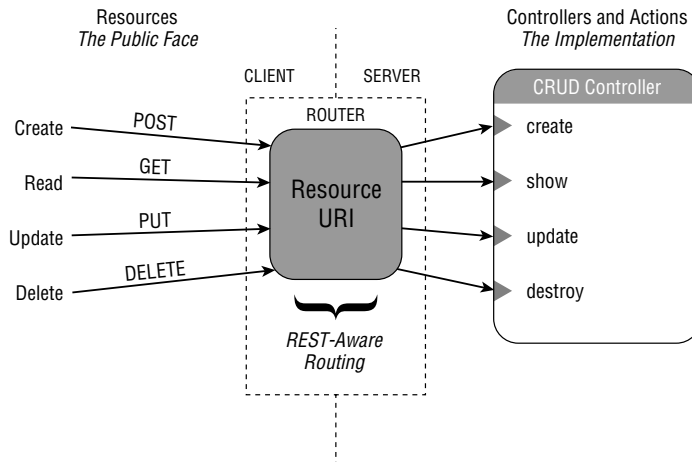 Resources
The Public Face
Controllers and Actions
The Implementation
CLIENT
SERVER
CRUD Controller
ROUTER
Create
POST
create
Read
GET
show
Resource
URI
Update
PUT
update
Delete
DELETE
destroy
REST-Aware
Routing